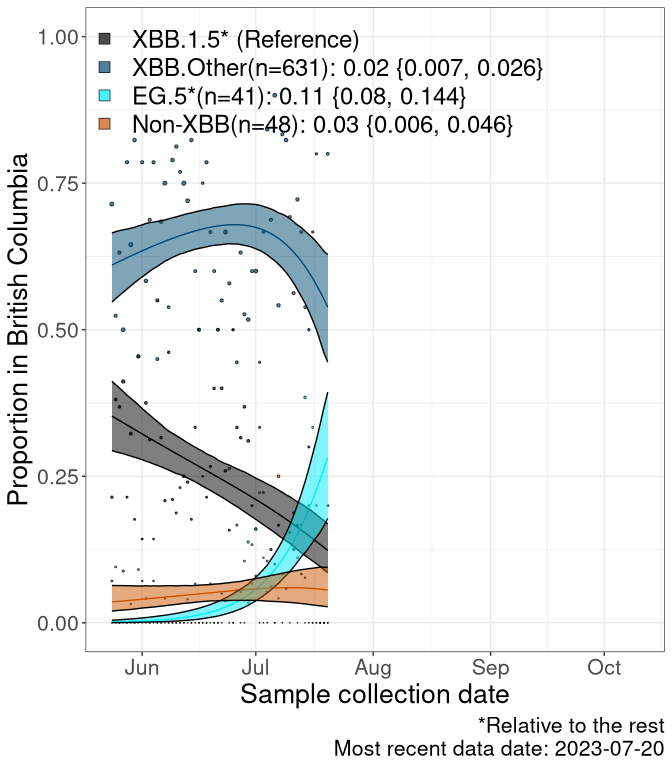 XBB.1.5* (Reference)
XBB.Other(n=631): 0.02 {0.007, 0.026}
EG.5*(n=41): 0.11 {0.08, 0.144}
Non-XBB(n=48): 0.03 {0.006, 0.046}
1.00
0.75
0.50
0.25
0.00
Proportion in British Columbia
Jun Jul Aug Sep Oct
Sample collection date
*Relative to the rest
Most recent data date: 2023-07-20